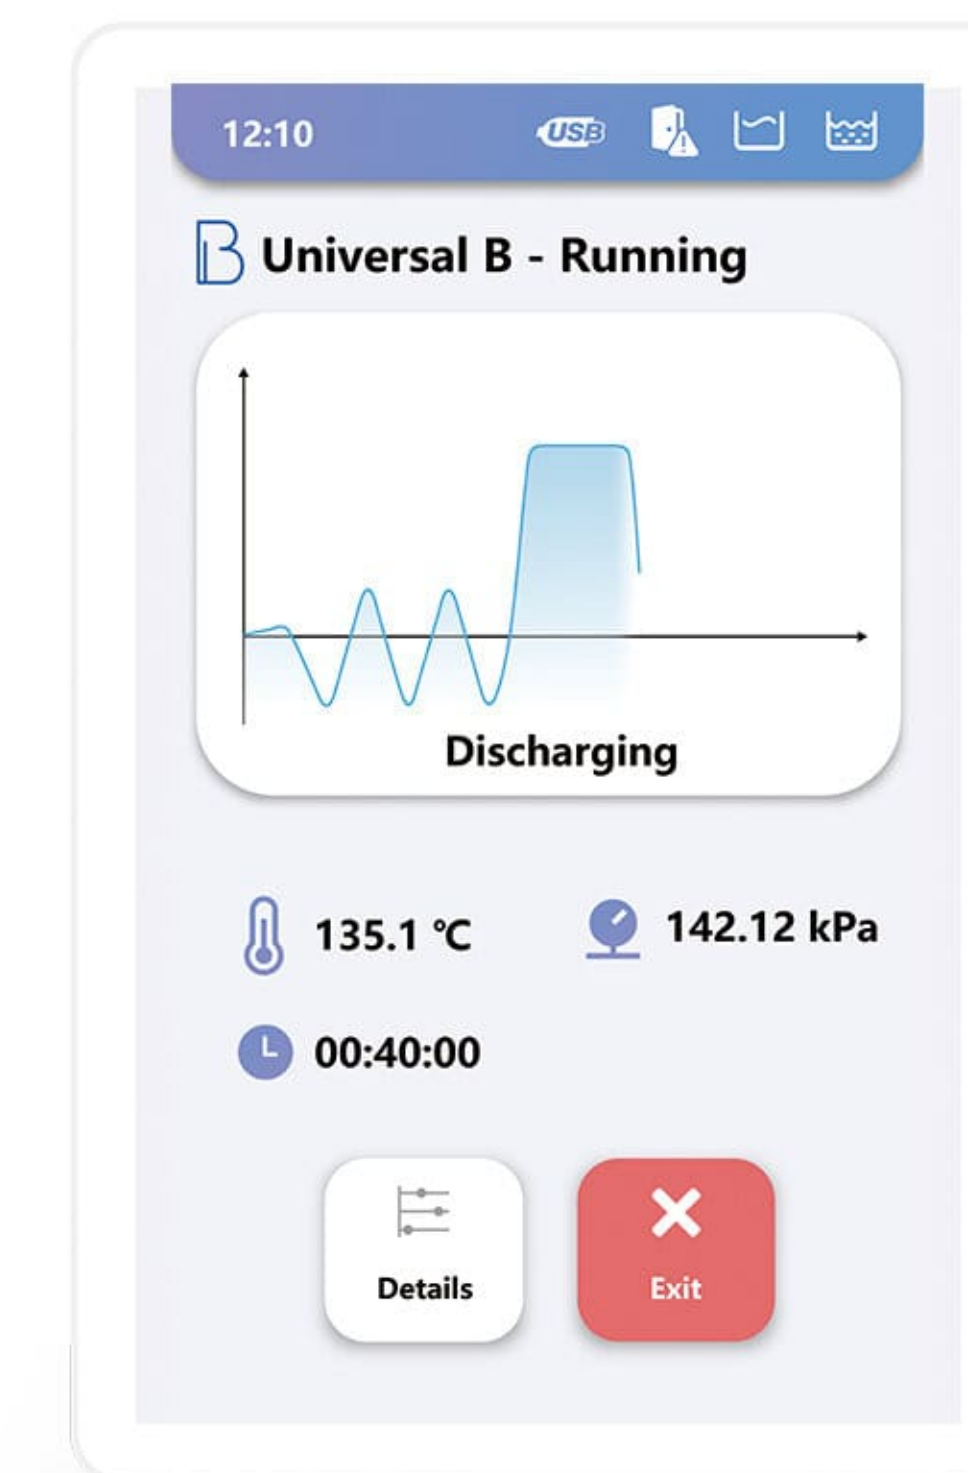 12:10
USB
B Universal B - Running
Discharging
135.1 °C
142.12 kPa
00:40:00
Details
Exit